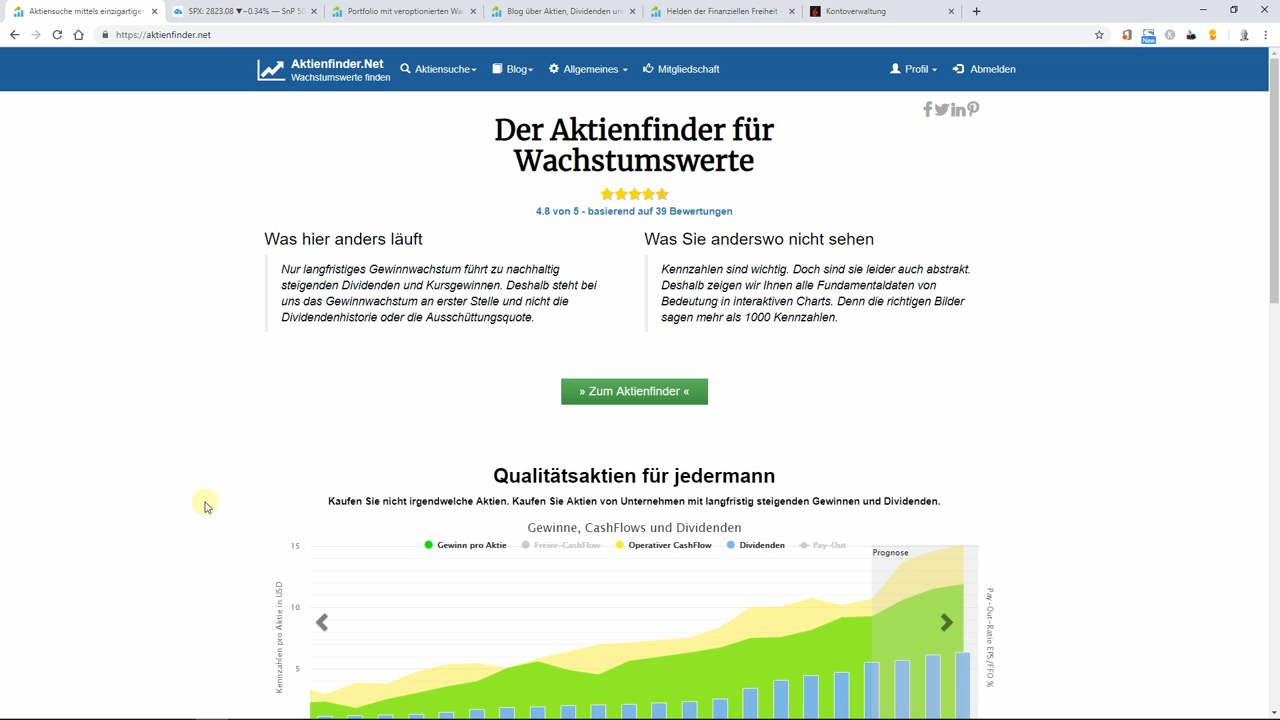 Aktiensuche mittels einzigartiger
SPX: 2823.08 ▼−0.34% — SnP 50
Portfolio mit veroptionierten Wa
Blog über Aktien, Dividenden un
Helden der Finanziellen Freiheit -
Kontoverwaltung
https://aktienfinder.net
New
Aktienfinder.Net
Wachstumswerte finden
Aktiensuche
Blog
Allgemeines
Mitgliedschaft
Profil
Abmelden
Der Aktienfinder für
Wachstumswerte
4.8 von 5 - basierend auf 39 Bewertungen
Was hier anders läuft
Nur langfristiges Gewinnwachstum führt zu nachhaltig
steigenden Dividenden und Kursgewinnen. Deshalb steht bei
uns das Gewinnwachstum an erster Stelle und nicht die
Dividendenhistorie oder die Ausschüttungsquote.
Was Sie anderswo nicht sehen
Kennzahlen sind wichtig. Doch sind sie leider auch abstrakt.
Deshalb zeigen wir Ihnen alle Fundamentaldaten von
Bedeutung in interaktiven Charts. Denn die richtigen Bilder
sagen mehr als 1000 Kennzahlen.
» Zum Aktienfinder «
Qualitätsaktien für jedermann
Kaufen Sie nicht irgendwelche Aktien. Kaufen Sie Aktien von Unternehmen mit langfristig steigenden Gewinnen und Dividenden.
Gewinne, CashFlows und Dividenden
Gewinn pro Aktie
Freier-CashFlow
Operativer CashFlow
Dividenden
Pay-Out
Prognose
15
10
5
Kennzahlen pro Aktie in USD
Pay-Out-Ratio EPS/FFO %